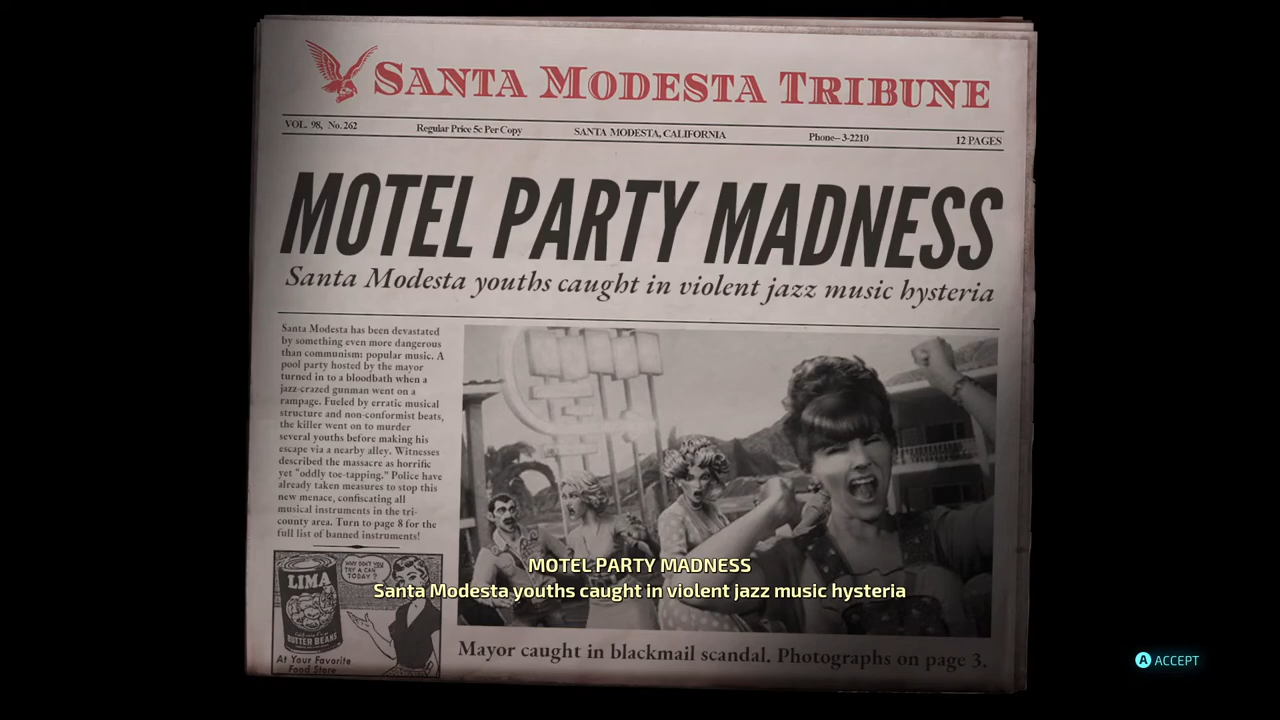 SANTA MODESTA TRIBUNE
VOL. 98, No. 262 Regular Price 5c Per Copy SANTA MODESTA, CALIFORNIA Phone–3-2210 12 PAGES
MOTEL PARTY MADNESS
Santa Modesta youths caught in violent jazz music hysteria
Santa Modesta has been devastated
by something even more dangerous
than communism: popular music. A
pool party hosted by the mayor
turned in to a bloodbath when a
jazz-crazed gunman went on a
rampage. Fueled by erratic musical
structure and non-conformist beats,
the killer went on to murder
several youths before making his
escape via a nearby alley. Witnesses
described the massacre as horrific
yet "oddly toe-tapping." Police have
already taken measures to stop this
new menace, confiscating all
musical instruments in the tri-
county area. Turn to page 8 for the
full list of banned instruments!
WHY DON'T YOU
TRY A CAN
TODAY?
LIMA
BUTTER BEANS
At Your Favorite
Food Store
MOTEL PARTY MADNESS
Santa Modesta youths caught in violent jazz music hysteria
Mayor caught in blackmail scandal. Photographs on page 3.
A ACCEPT